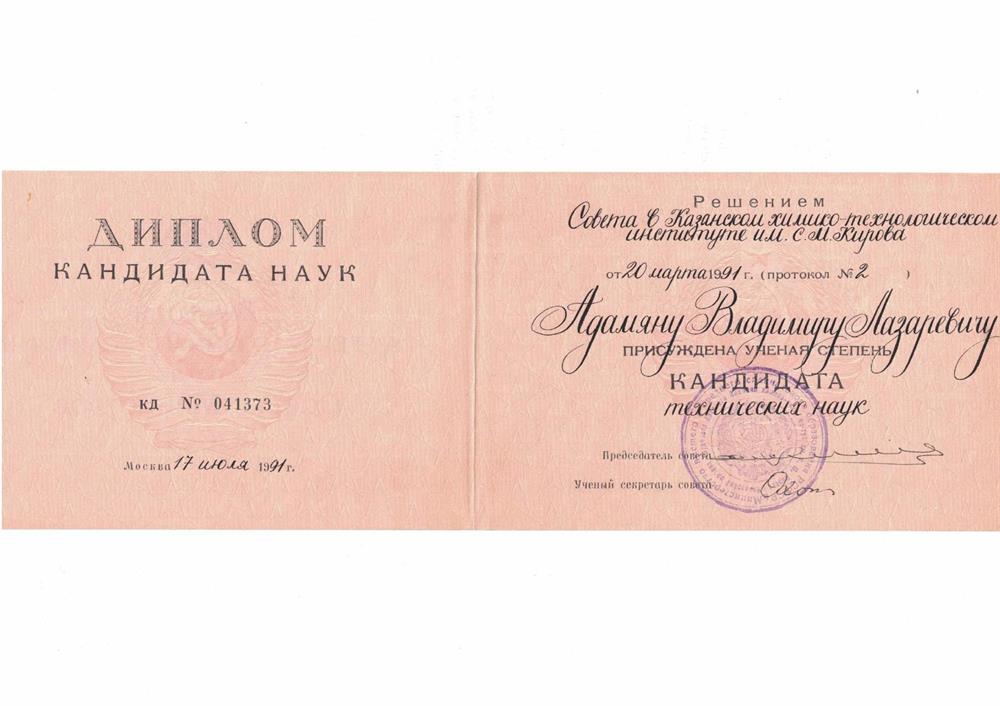 ДИПЛОМ
КАНДИДАТА НАУК
КД № 041373
Москва 17 июля 1991 г.
Решением
Совета в Казанском химико-технологическом
институте им. С. М. Кирова
от 20 марта 1991 г. (протокол № 2 )
Адамяну Владимиру Лазаревичу
ПРИСУЖДЕНА УЧЕНАЯ СТЕПЕНЬ
КАНДИДАТА
технических наук
Председатель совета
Ученый секретарь совета